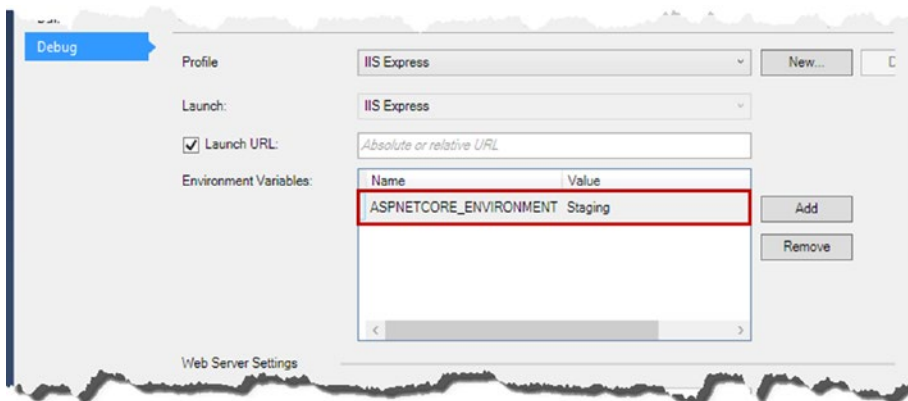 Debug
Profile
IIS Express
New...
Launch:
IIS Express
Launch URL:
Absolute or relative URL
Environment Variables:
Name Value
ASPNETCORE_ENVIRONMENT Staging
Add
Remove
Web Server Settings